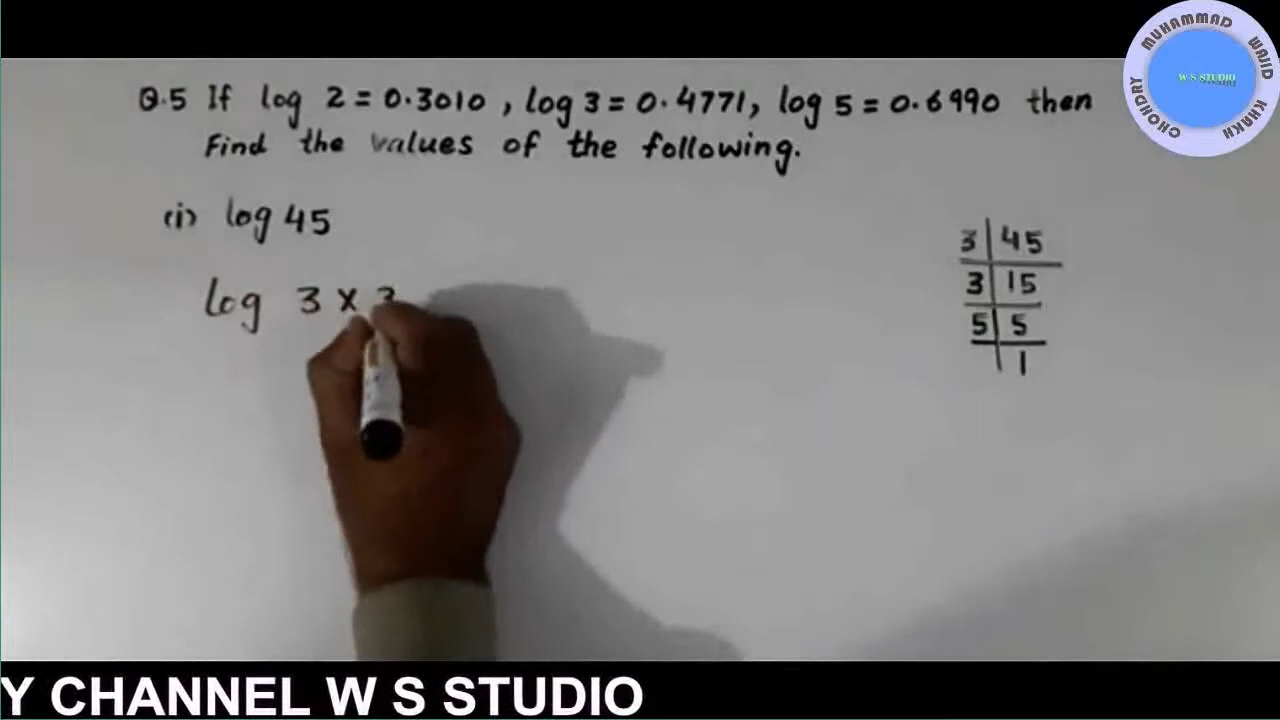 Q.5 If log 2 = 0.3010 , log 3 = 0.4771, log 5 = 0.6990 then
Find the values of the following.
(i) log 45
log 3 x 3
3 | 45
3 | 15
5 | 5
1
MUHAMMAD WAJID KHAKH CHOHDRY
W S STUDIO
Y CHANNEL W S STUDIO